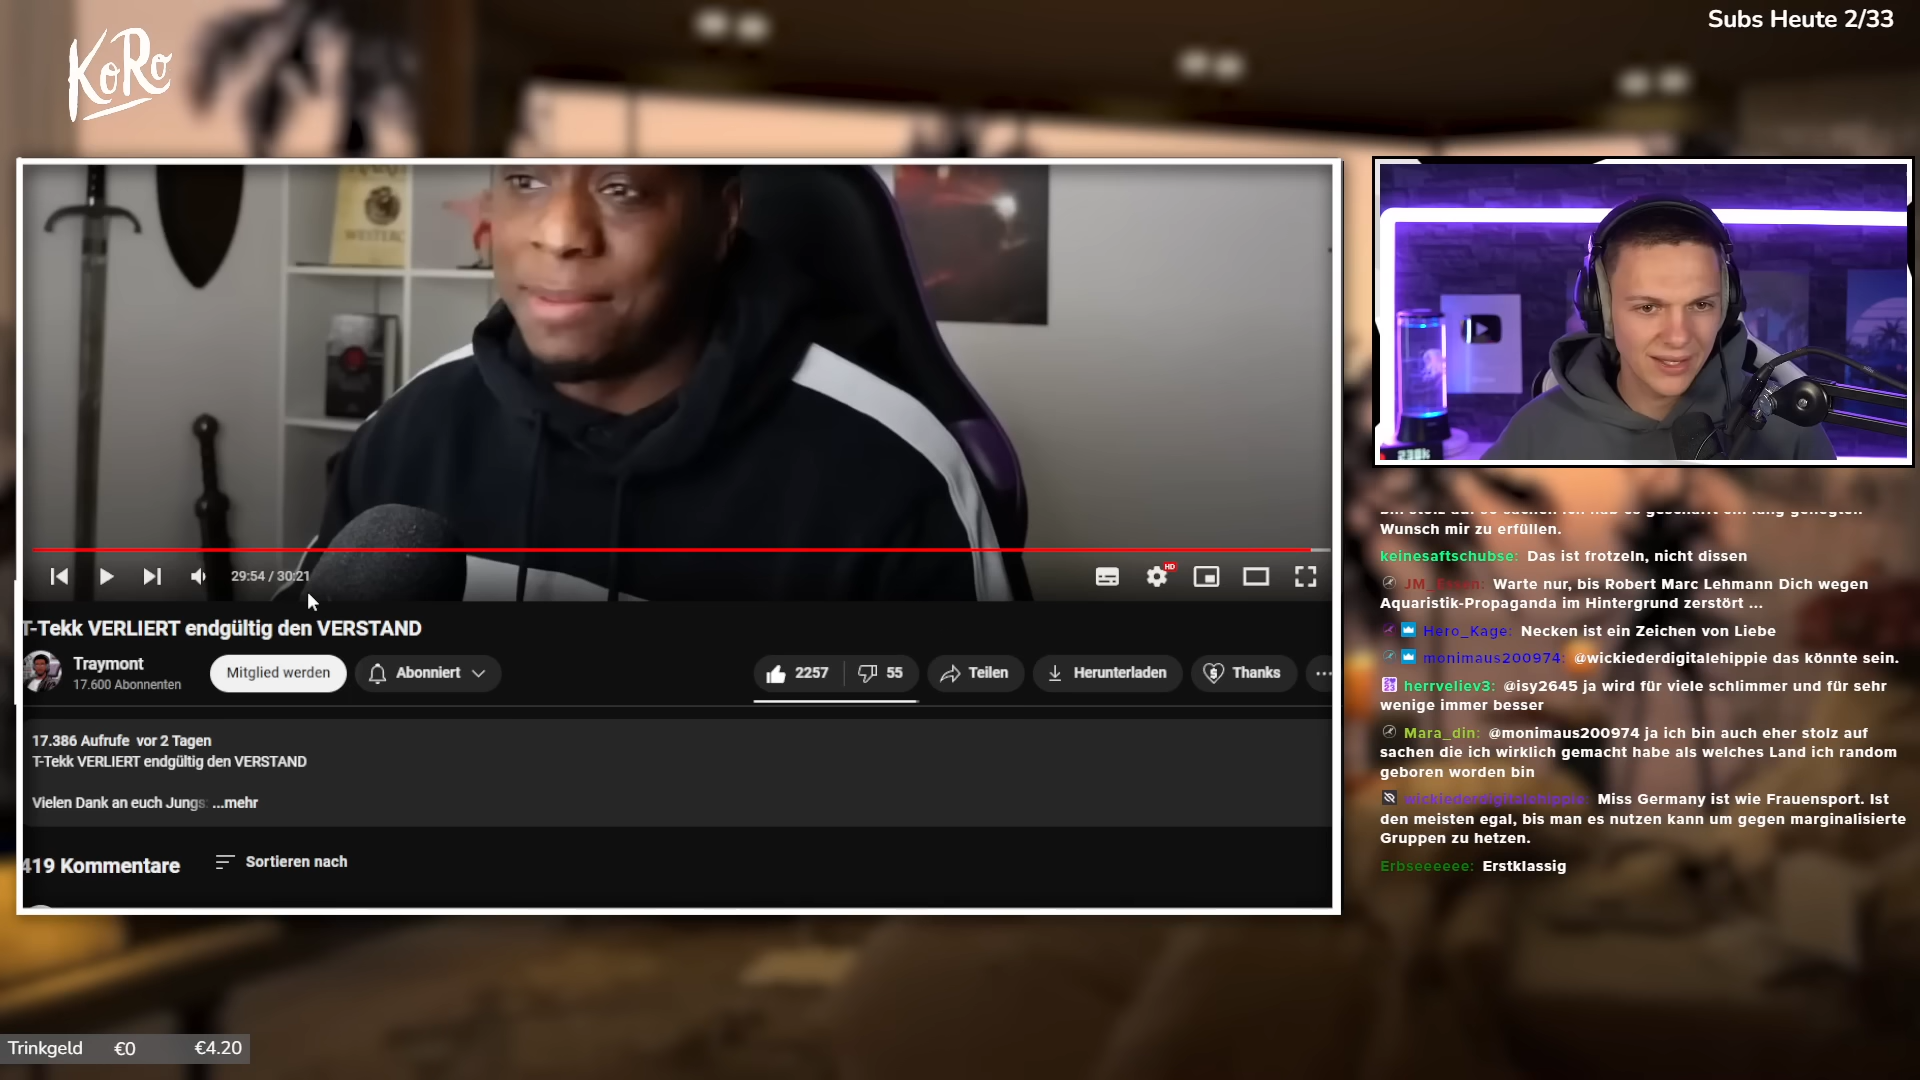 KoRo
Subs Heute 2/33
WESTERO
29:54 / 30:21
HD
T-Tekk VERLIERT endgültig den VERSTAND
Traymont
17.600 Abonnenten
Mitglied werden
Abonniert
2257
55
Teilen
Herunterladen
Thanks
17.386 Aufrufe vor 2 Tagen
T-Tekk VERLIERT endgültig den VERSTAND
Vielen Dank an euch Jungs: ...mehr
419 Kommentare
Sortieren nach
238k
Wunsch mir zu erfüllen.
keinesaftschubse: Das ist frotzeln, nicht dissen
Warte nur, bis Robert Marc Lehmann Dich wegen
Aquaristik-Propaganda im Hintergrund zerstört ...
Hero_Kage: Necken ist ein Zeichen von Liebe
monimaus200974: @wickiederdigitalehippie das könnte sein.
herrveliev3: @isy2645 ja wird für viele schlimmer und für sehr
wenige immer besser
Mara_din: @monimaus200974 ja ich bin auch eher stolz auf
sachen die ich wirklich gemacht habe als welches Land ich random
geboren worden bin
wickiederdigitalehippie: Miss Germany ist wie Frauensport. Ist
den meisten egal, bis man es nutzen kann um gegen marginalisierte
Gruppen zu hetzen.
Erbseeeeee: Erstklassig
Trinkgeld €0 €4.20